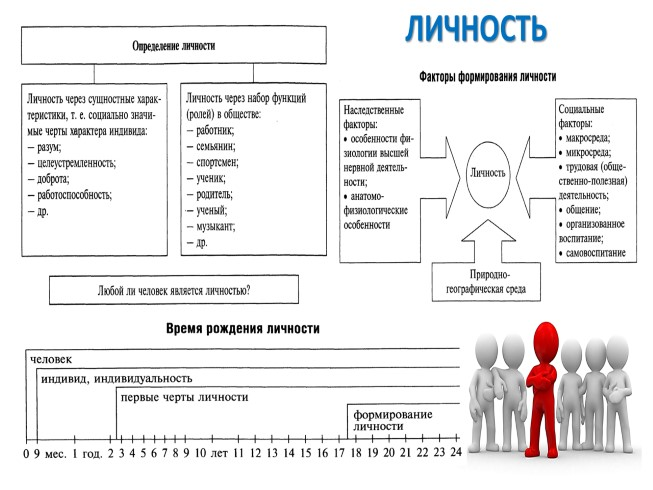 ЛИЧНОСТЬ
Определение личности
Личность через сущностные харак-
теристики, т. е. социально значи-
мые черты характера индивида:
— разум;
— целеустремленность;
— доброта;
— работоспособность;
— др.
Личность через набор функций
(ролей) в обществе:
— работник;
— семьянин;
— спортсмен;
— ученик;
— родитель;
— ученый;
— музыкант;
— др.
Любой ли человек является личностью?
Факторы формирования личности
Наследственные
факторы:
• особенности фи-
зиологии высшей
нервной деятель-
ности;
• анатомо-
физиологические
особенности
Личность
Социальные
факторы:
• макросреда;
• микросреда;
• трудовая (обще-
ственно-полезная)
деятельность;
• общение;
• организованное
воспитание;
• самовоспитание
Природно-
географическая среда
Время рождения личности
человек
индивид, индивидуальность
первые черты личности
формирование
личности
0 9 мес. 1 год. 2 3 4 5 6 7 8 9 10 лет 11 12 13 14 15 16 17 18 19 20 21 22 23 24